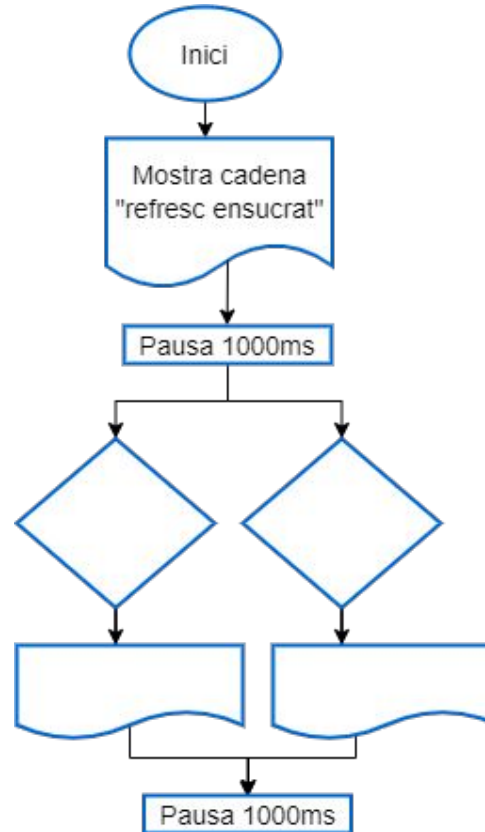 Inici
Mostra cadena
"refresc ensucrat"
Pausa 1000ms
Pausa 1000ms